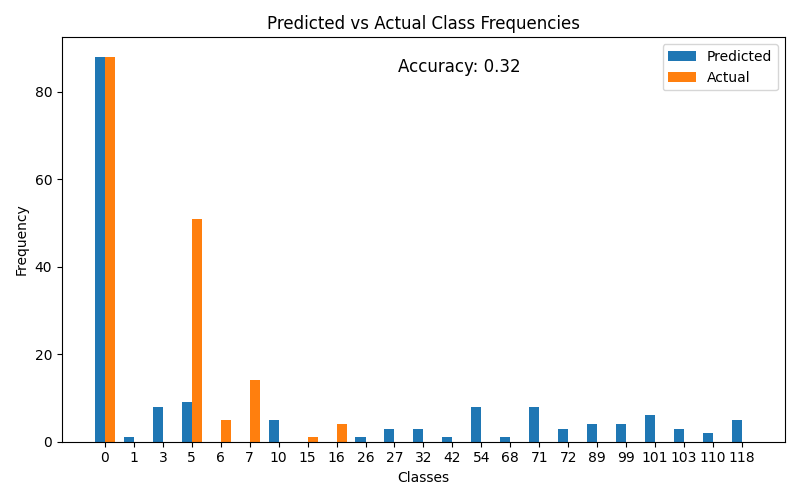 Predicted vs Actual Class Frequencies
Accuracy: 0.32
Predicted
Actual
Frequency
80
60
40
20
0
0 1 3 5 6 7 10 15 16 26 27 32 42 54 68 71 72 89 99 101 103 110 118
Classes